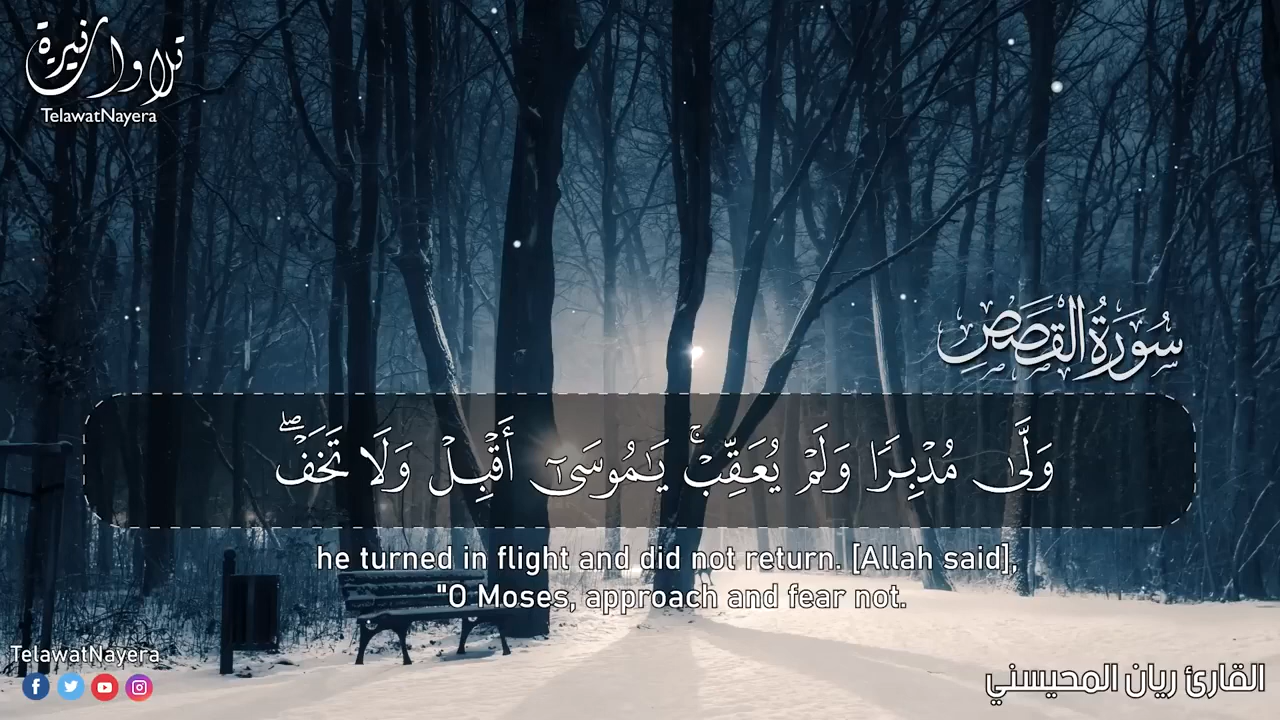 تلاوات نيرة
TelawatNayera
سُورَةُ القَصَصِ
وَلَّىٰ مُدْبِرًا وَلَمْ يُعَقِّبْ ۚ يَـٰمُوسَىٰٓ أَقْبِلْ وَلَا تَخَفْ ۖ
he turned in flight and did not return. [Allah said],
"O Moses, approach and fear not.
TelawatNayera
القارئ ريان المحيسني